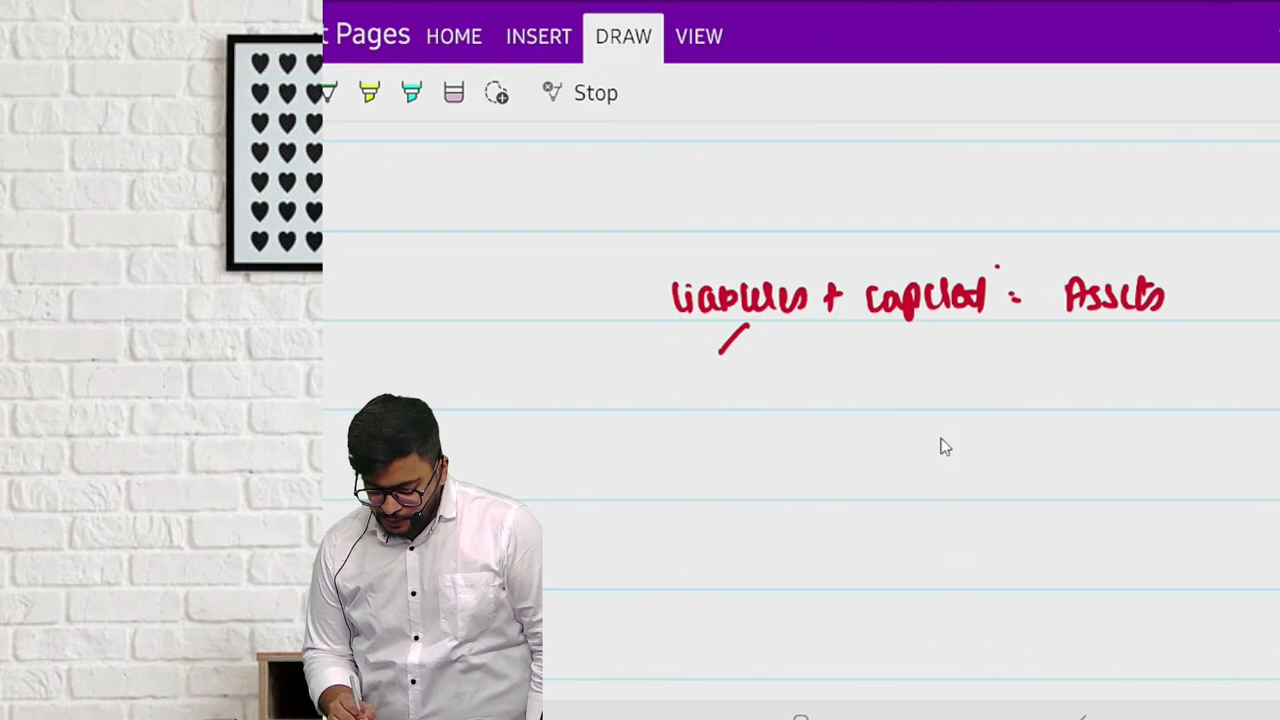 t Pages HOME INSERT DRAW VIEW
Stop
Liabilities + Capital = Assets